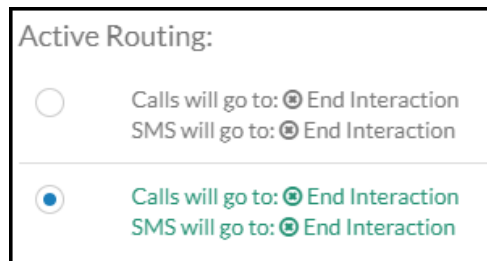 Active Routing:
Calls will go to: End Interaction
SMS will go to: End Interaction
Calls will go to: End Interaction
SMS will go to: End Interaction